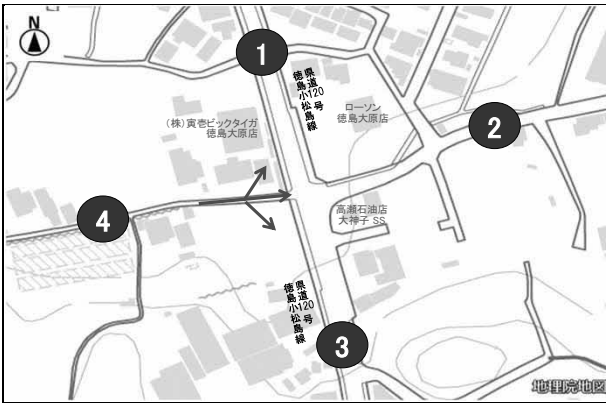 N
1
県道120号
徳島小松島線
ローソン
徳島大原店
(株)寅壱ビックタイガ
徳島大原店
2
4
高瀬石油店
大神子 SS
県道120号
徳島小松島線
3
地理院地図